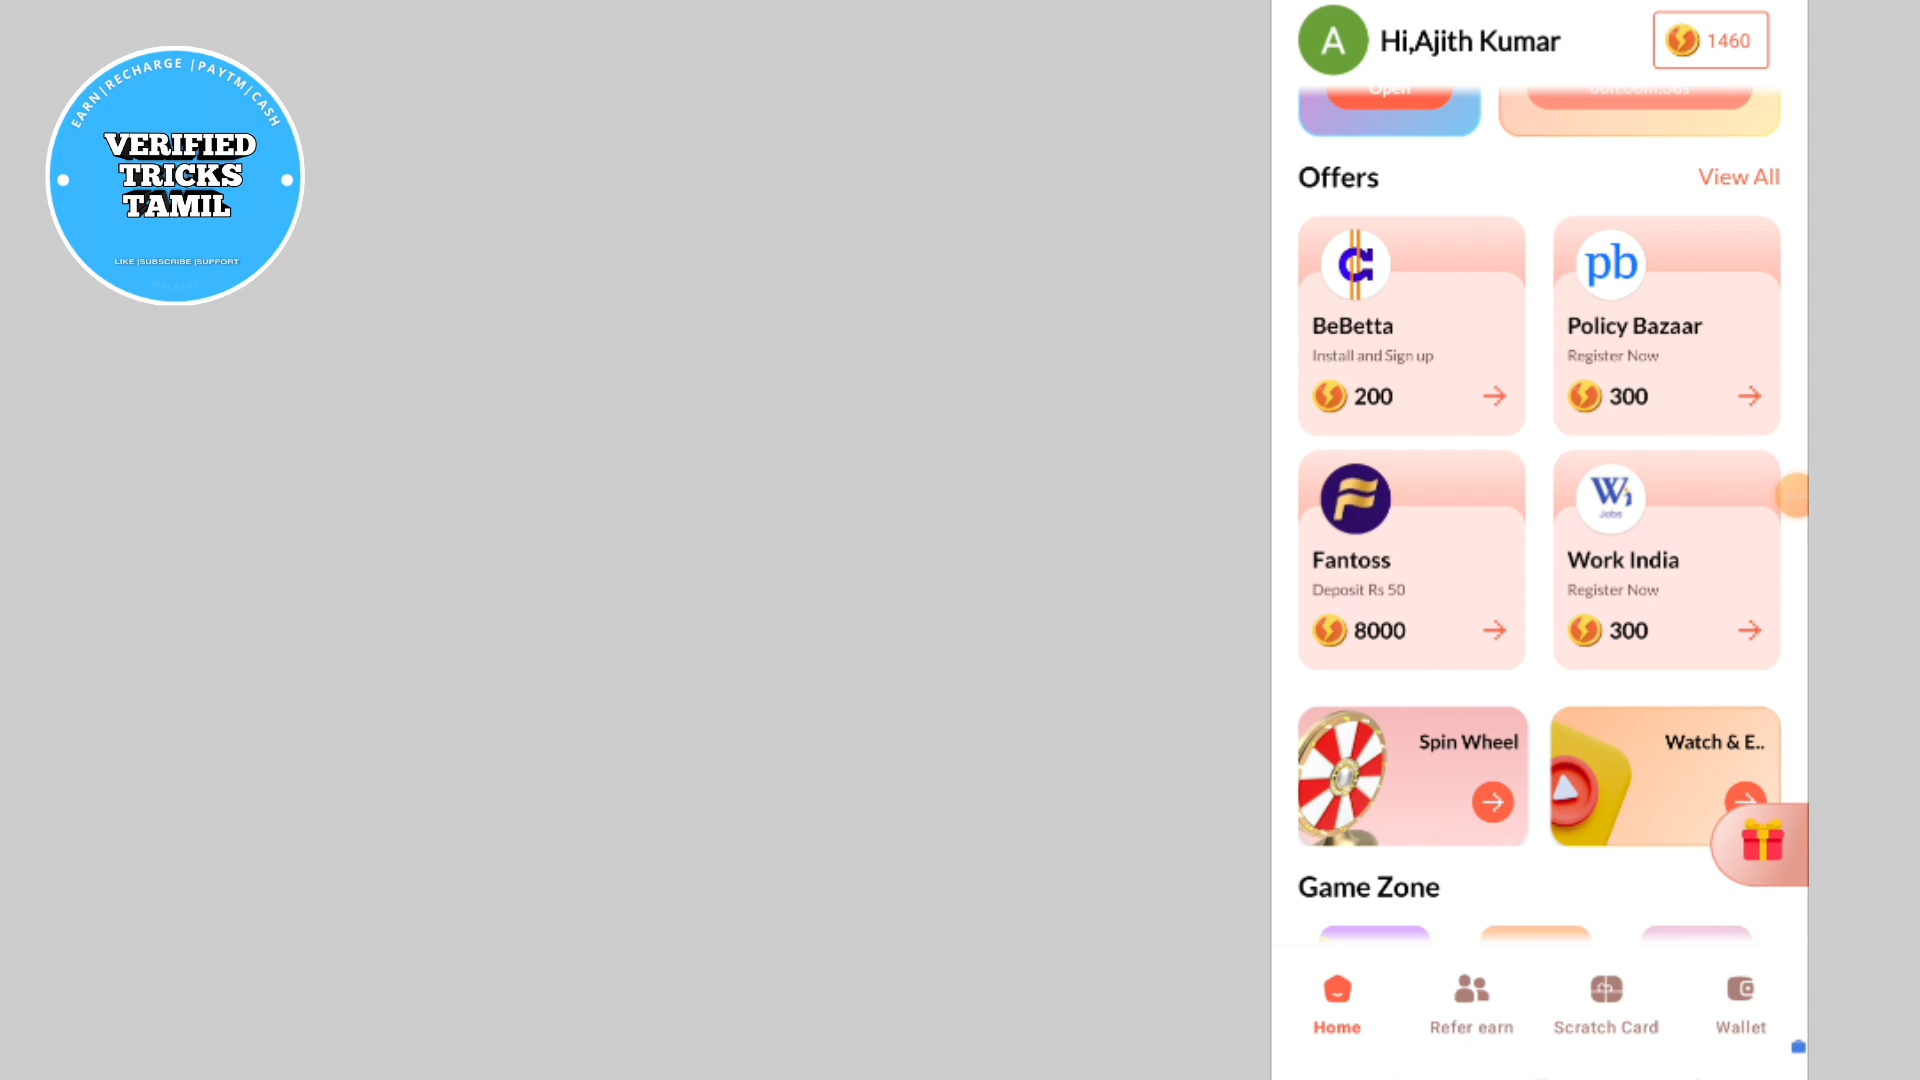 EARN|RECHARGE |PAYTM|CASH
VERIFIED
TRICKS
TAMIL
LIKE |SUBSCRIBE |SUPPORT
A
Hi,Ajith Kumar
1460
Open
Offers
View All
BeBetta
Install and Sign up
200
pb
Policy Bazaar
Register Now
300
Fantoss
Deposit Rs 50
8000
Jobs
Work India
Register Now
300
Spin Wheel
Watch & E..
Game Zone
Home
Refer earn
Scratch Card
Wallet